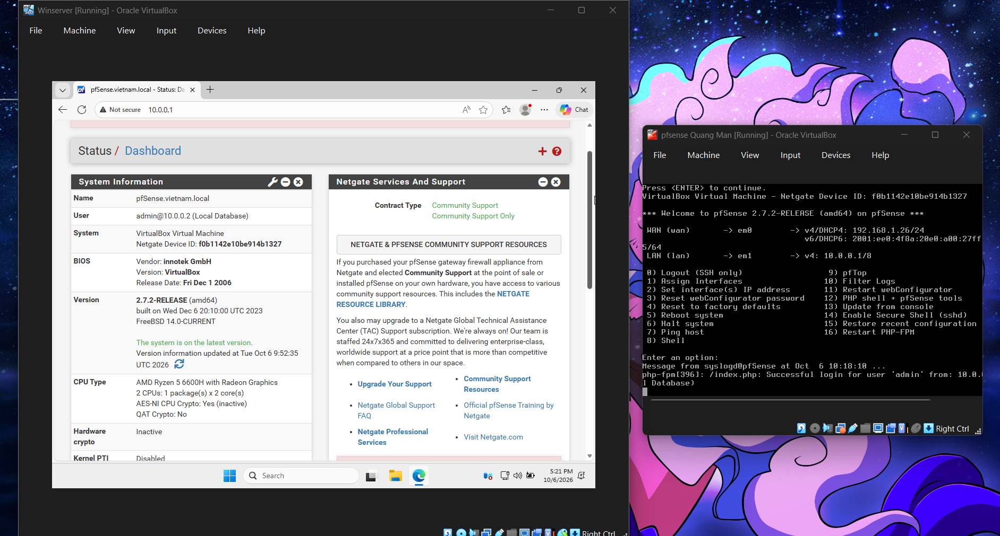 Winserver [Running] - Oracle VirtualBox
File Machine View Input Devices Help
pfSense.vietnam.local - Status: Da
Not secure 10.0.0.1
Chat
Status / Dashboard
System Information
Name pfSense.vietnam.local
User admin@10.0.0.2 (Local Database)
System VirtualBox Virtual Machine
Netgate Device ID: f0b1142e10be914b1327
BIOS Vendor: innotek GmbH
Version: VirtualBox
Release Date: Fri Dec 1 2006
Version 2.7.2-RELEASE (amd64)
built on Wed Dec 6 20:10:00 UTC 2023
FreeBSD 14.0-CURRENT
The system is on the latest version.
Version information updated at Tue Oct 6 9:52:35
UTC 2026
CPU Type AMD Ryzen 5 6600H with Radeon Graphics
2 CPUs: 1 package(s) x 2 core(s)
AES-NI CPU Crypto: Yes (inactive)
QAT Crypto: No
Hardware
crypto
Inactive
Kernel PTI Disabled
Netgate Services And Support
Contract Type Community Support
Community Support Only
NETGATE & PFSENSE COMMUNITY SUPPORT RESOURCES
If you purchased your pfSense gateway firewall appliance from
Netgate and elected Community Support at the point of sale or
installed pfSense on your own hardware, you have access to various
community support resources. This includes the NETGATE
RESOURCE LIBRARY.
You also may upgrade to a Netgate Global Technical Assistance
Center (TAC) Support subscription. We're always on! Our team is
staffed 24x7x365 and committed to delivering enterprise-class,
worldwide support at a price point that is more than competitive
when compared to others in our space.
Upgrade Your Support
Community Support
Resources
Netgate Global Support
FAQ
Official pfSense Training by
Netgate
Netgate Professional
Services
Visit Netgate.com
Search
5:21 PM
10/6/2026
Right Ctrl
pfsense Quang Man [Running] - Oracle VirtualBox
File Machine View Input Devices Help
Press <ENTER> to continue.
VirtualBox Virtual Machine - Netgate Device ID: f0b1142e10be914b1327
*** Welcome to pfSense 2.7.2-RELEASE (amd64) on pfSense ***
WAN (wan) -> em0 -> v4/DHCP4: 192.168.1.26/24
v6/DHCP6: 2001:ee0:4f8a:20e0:a00:27ff
5/64
LAN (lan) -> em1 -> v4: 10.0.0.1/8
0) Logout (SSH only) 9) pfTop
1) Assign Interfaces 10) Filter Logs
2) Set interface(s) IP address 11) Restart webConfigurator
3) Reset webConfigurator password 12) PHP shell + pfSense tools
4) Reset to factory defaults 13) Update from console
5) Reboot system 14) Enable Secure Shell (sshd)
6) Halt system 15) Restore recent configuration
7) Ping host 16) Restart PHP-FPM
8) Shell
Enter an option:
Message from syslogd@pfSense at Oct 6 10:18:10 ...
php-fpm[396]: /index.php: Successful login for user 'admin' from: 10.0.
l Database)
Right Ctrl